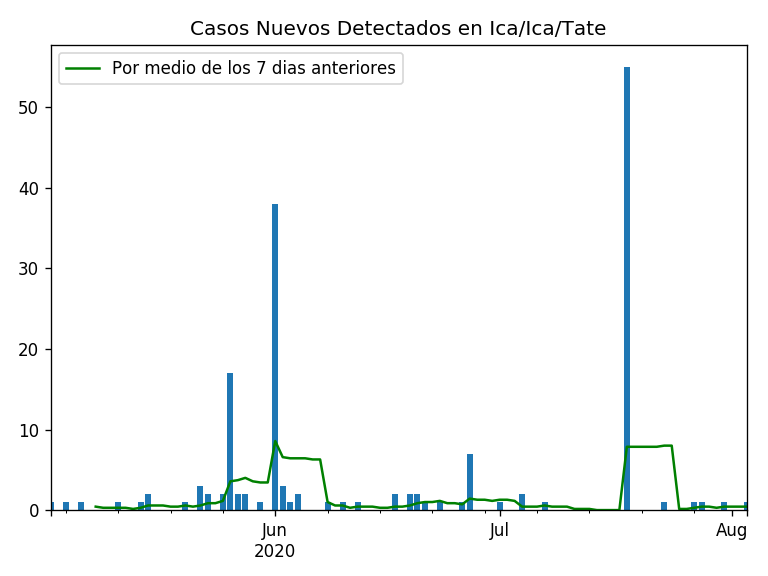 Casos Nuevos Detectados en Ica/Ica/Tate
Por medio de los 7 dias anteriores
50
40
30
20
10
0
Jun
2020
Jul
Aug